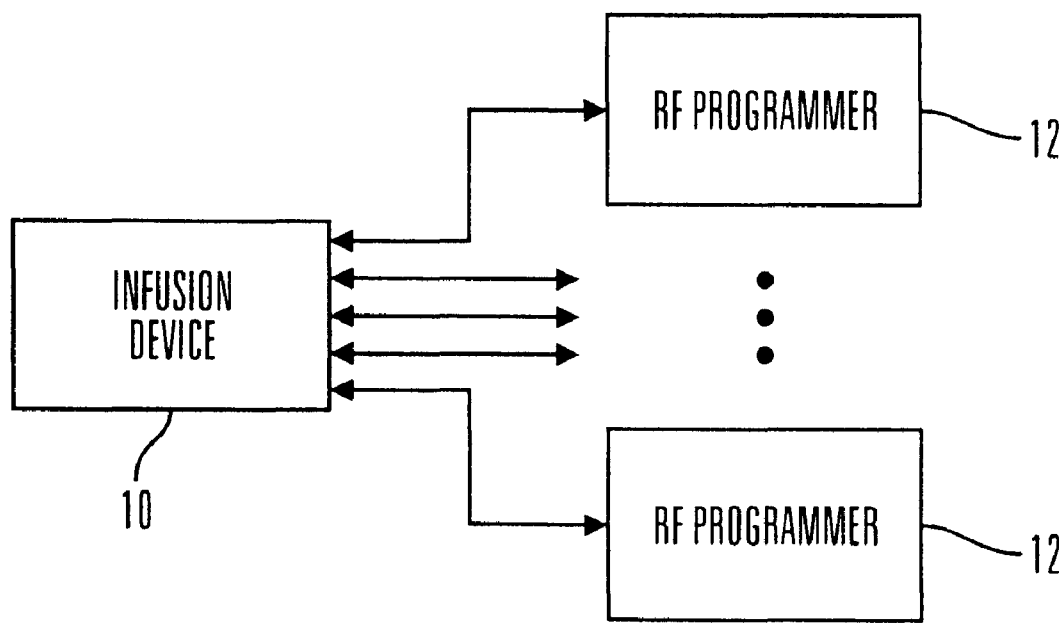 RF PROGRAMMER
12
INFUSION
DEVICE
10
RF PROGRAMMER
12